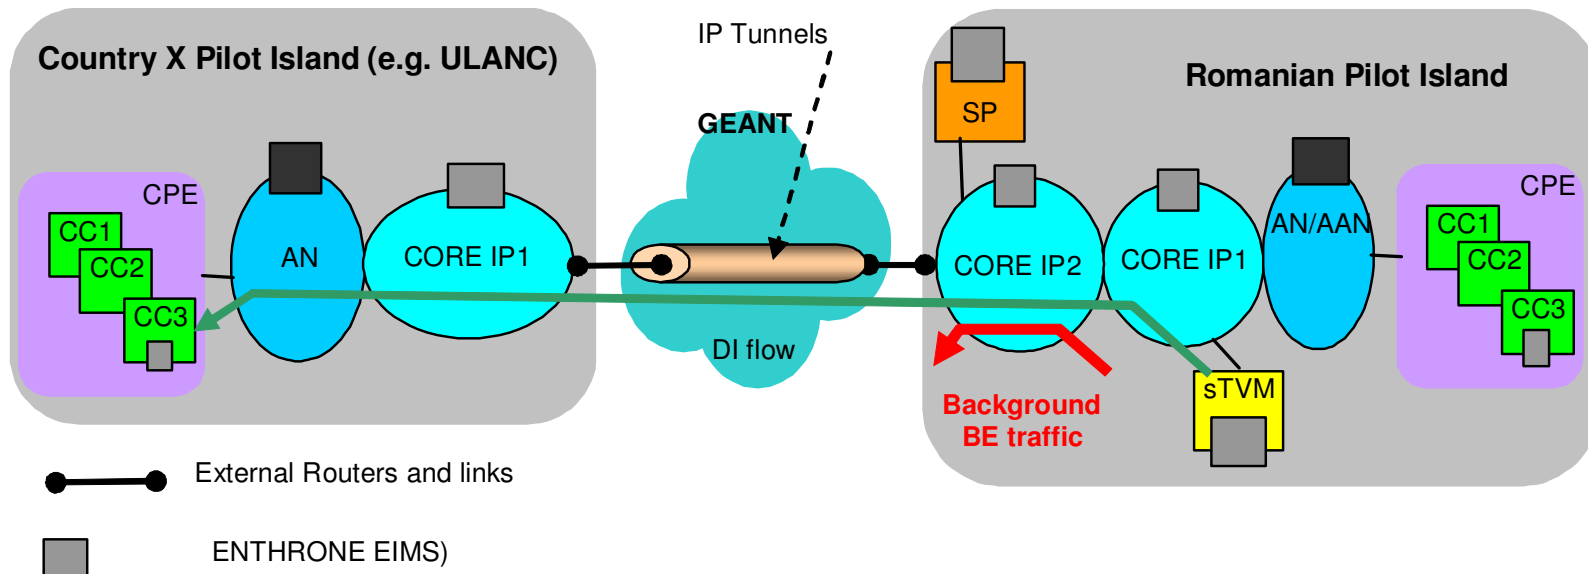 IP Tunnels
Country X Pilot Island (e.g. ULANC)
Romanian Pilot Island
SP
GEANT
CPE
CC1
CC2
CC3
AN
CORE IP1
DI flow
CORE IP2
CORE IP1
AN/AAN
CPE
CC1
CC2
CC3
sTVM
Background
BE traffic
External Routers and links
ENTHRONE EIMS)